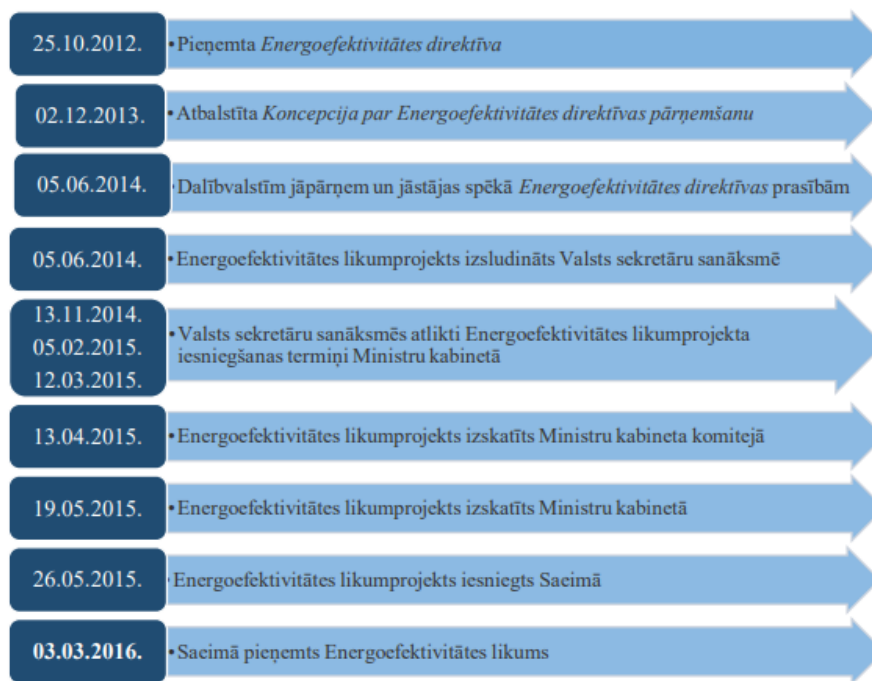 25.10.2012.
• Pieņemta Energoefektivitātes direktīva
02.12.2013.
• Atbalstīta Koncepcija par Energoefektivitātes direktīvas pārņemšanu
05.06.2014.
• Dalībvalstīm jāpārņem un jāstājas spēkā Energoefektivitātes direktīvas prasībām
05.06.2014.
• Energoefektivitātes likumprojekts izsludināts Valsts sekretāru sanāksmē
13.11.2014.
05.02.2015.
12.03.2015.
• Valsts sekretāru sanāksmēs atlikti Energoefektivitātes likumprojekta
iesniegšanas termiņi Ministru kabinetā
13.04.2015.
• Energoefektivitātes likumprojekts izskatīts Ministru kabineta komitejā
19.05.2015.
• Energoefektivitātes likumprojekts izskatīts Ministru kabinetā
26.05.2015.
• Energoefektivitātes likumprojekts iesniegts Saeimā
03.03.2016.
• Saeimā pieņemts Energoefektivitātes likums